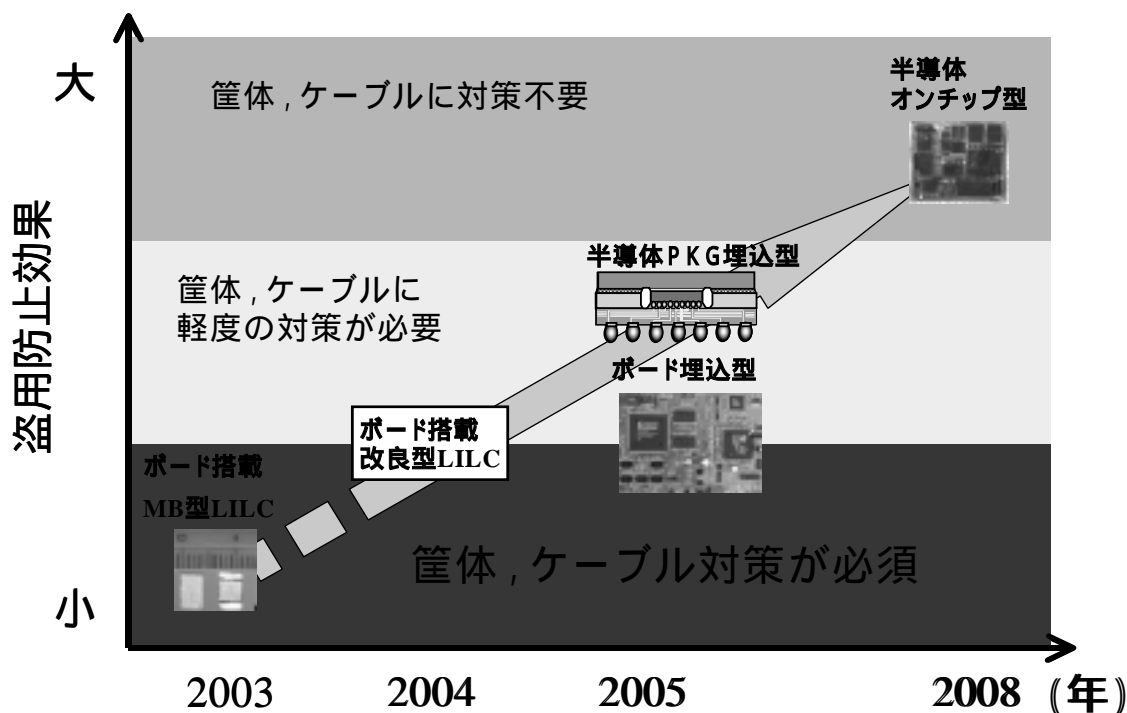 大
小
盗用防止効果
筐体,ケーブルに対策不要
半導体
オンチップ型
筐体,ケーブルに
軽度の対策が必要
半導体PKG埋込型
ボード埋込型
ボード搭載
改良型LILC
ボード搭載
MB型LILC
筐体,ケーブル対策が必須
2003 2004 2005 2008 (年)